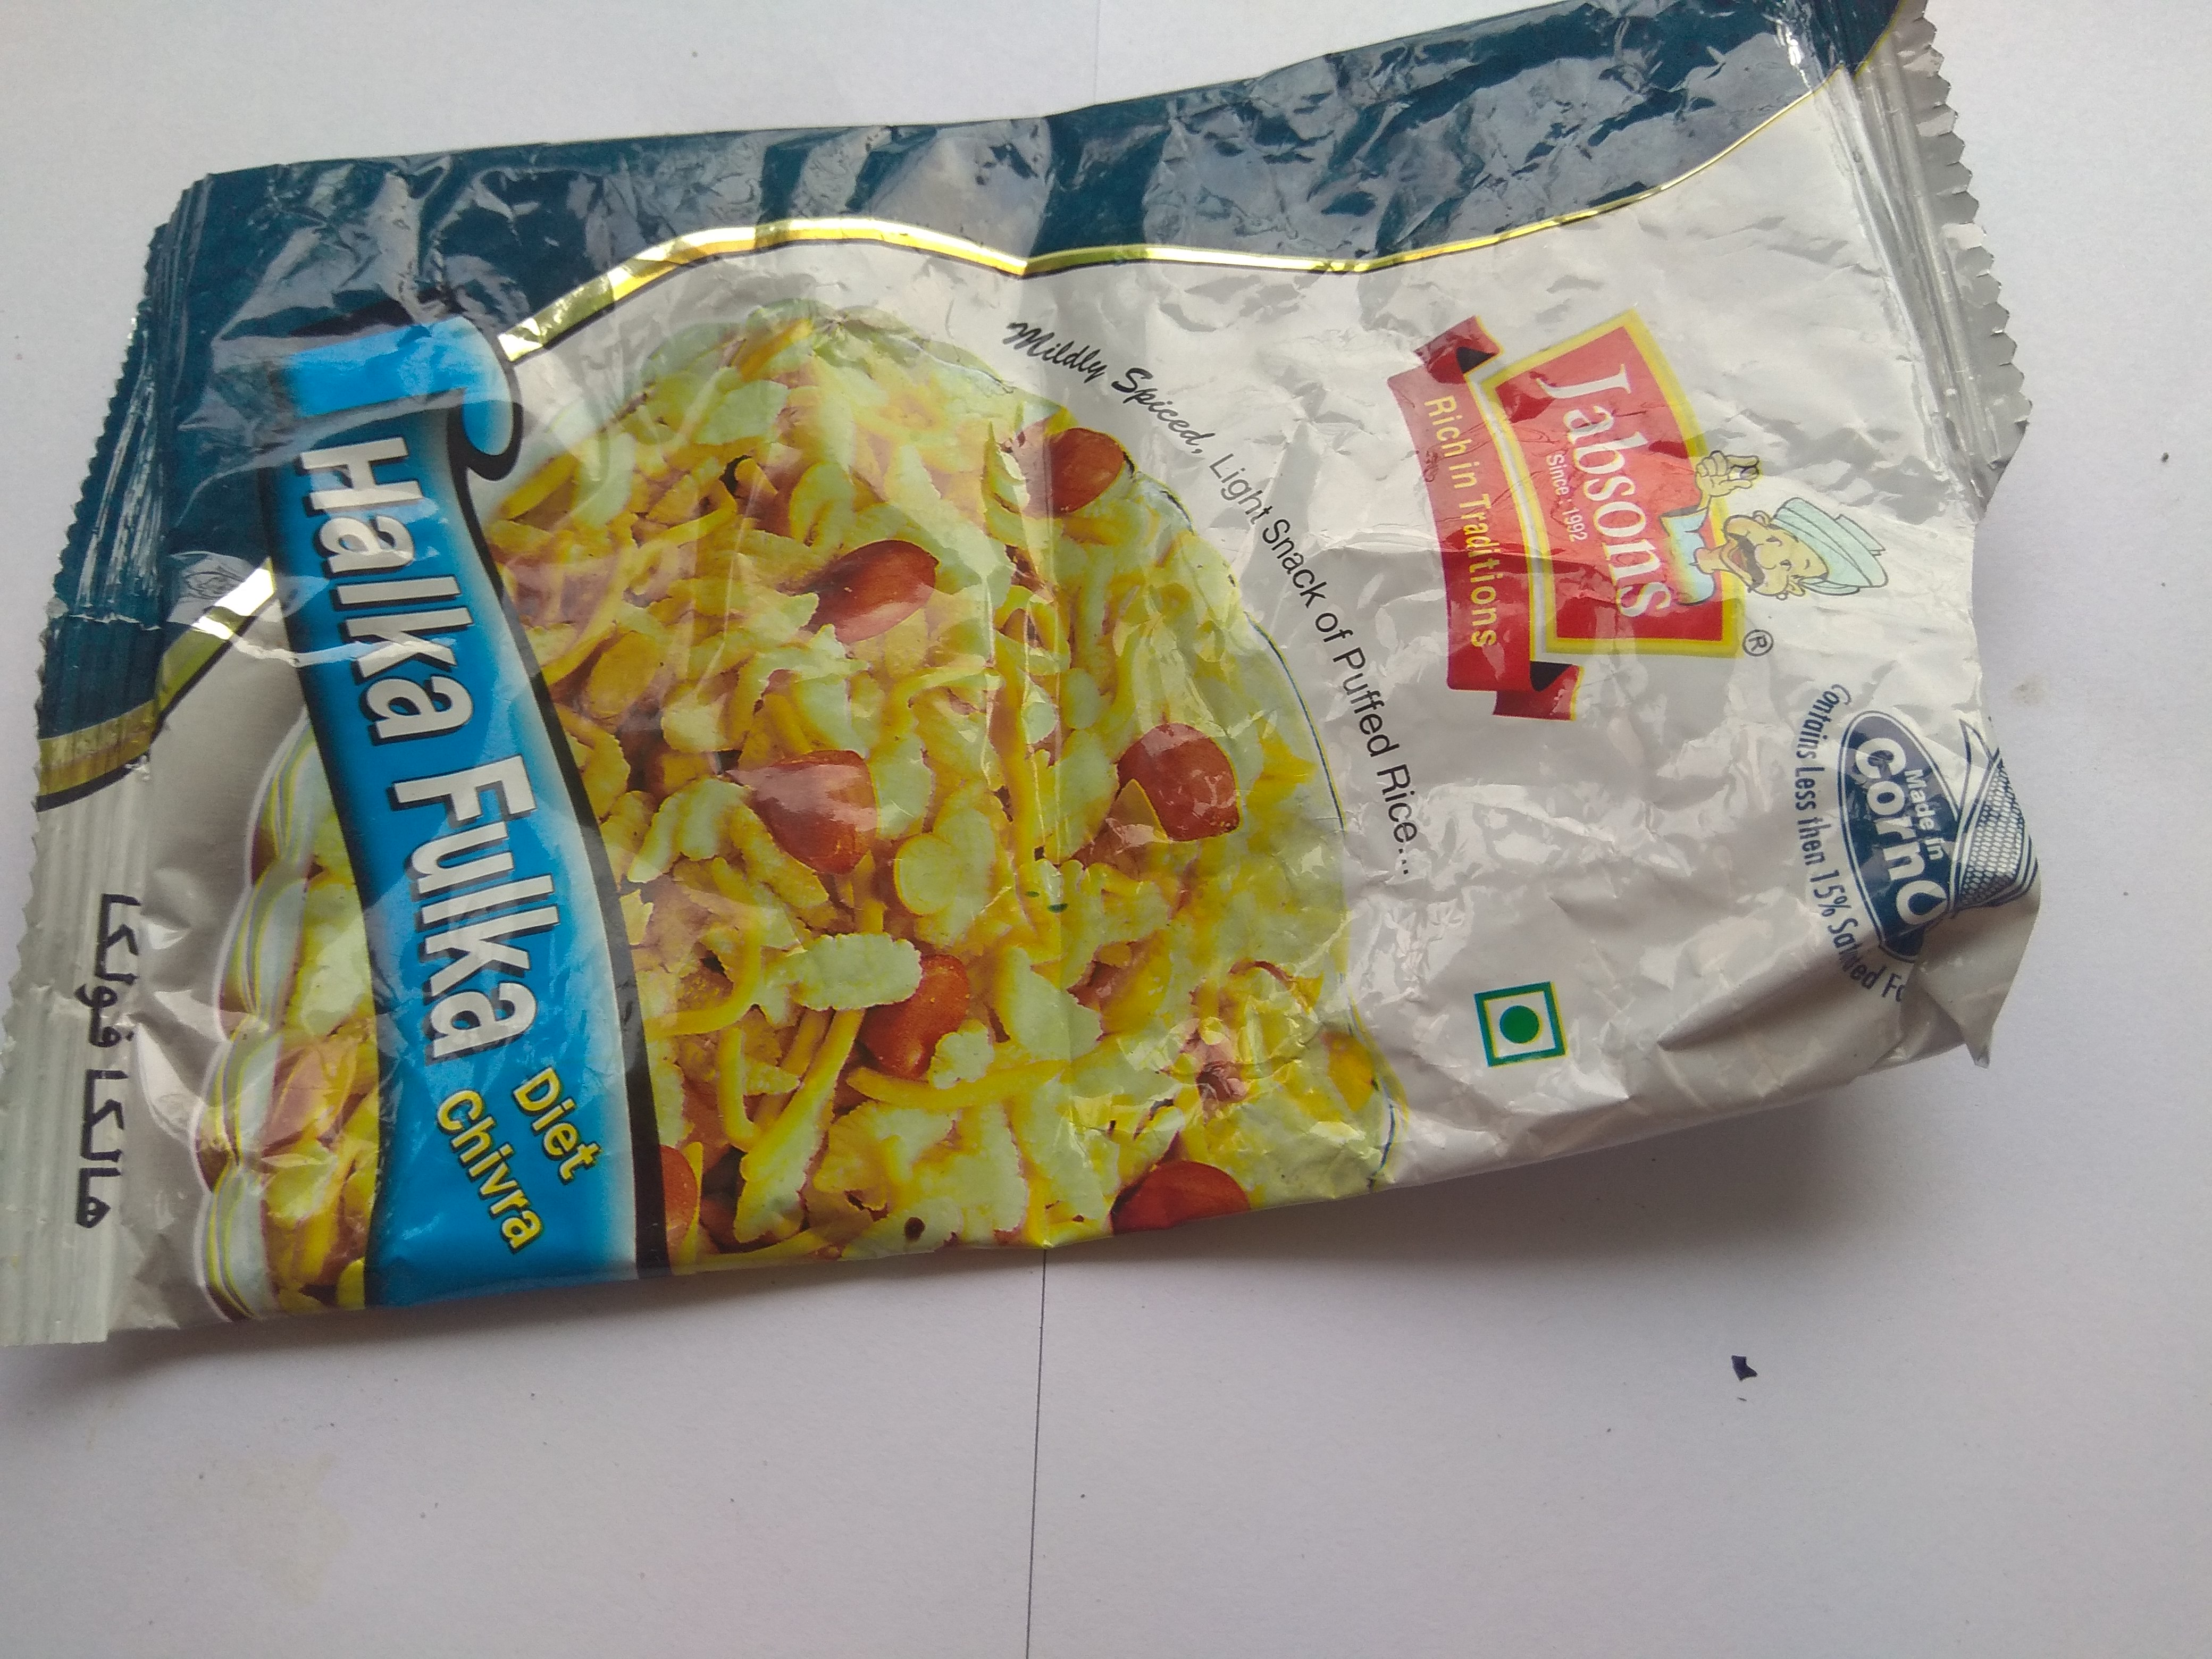 Made in
Corn
Contains Less then 15% Saturated
Jabsons
Since : 1992
®
Rich in Traditions
Mildly Spiced, Light Snack of Puffed Rice...
Halka Fulka
Diet
Chivra
هالكا فولكا